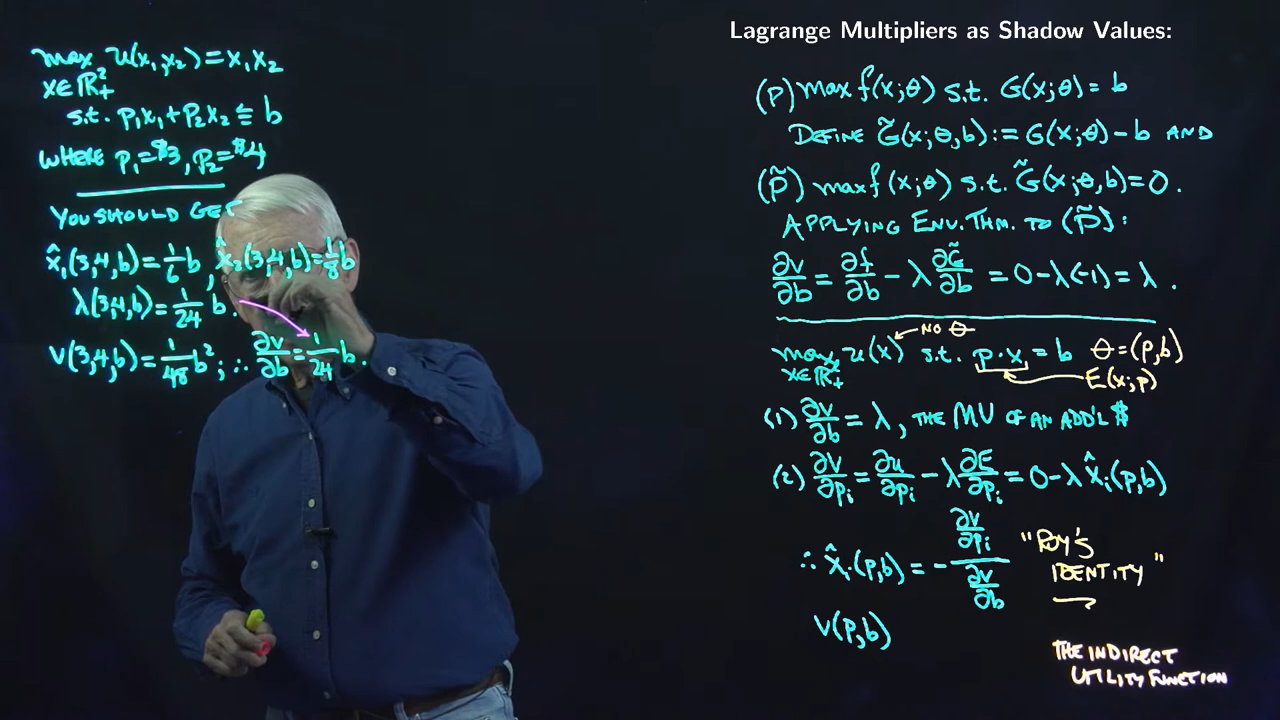 max u(x₁,x₂) = x₁x₂
x∈ℝ²₊
s.t. p₁x₁ + p₂x₂ ≤ b
WHERE p₁ = $3, p₂ = $4
YOU SHOULD GET
x̂₁(3,4,b) = 1/6 b, x̂₂(3,4,b) = 1/8 b
λ(3,4,b) = 1/24 b.
v(3,4,b) = 1/48 b²; ∴ ∂v/∂b = 1/24 b
Lagrange Multipliers as Shadow Values:
(P) max f(x;θ) s.t. G(x;θ) = b
DEFINE G̃(x;θ,b) := G(x;θ) − b AND
(P̃) max f(x;θ) s.t. G̃(x;θ,b) = 0.
APPLYING ENV. THM. TO (P̃):
∂v/∂b = ∂f/∂b − λ ∂G̃/∂b = 0 − λ(−1) = λ.
NO θ
max u(x) s.t. p·x = b θ = (p,b)
x∈ℝˡ₊ E(x;p)
(1) ∂v/∂b = λ, THE MV OF AN ADD'L $
(2) ∂v/∂pᵢ = ∂u/∂pᵢ − λ ∂E/∂pᵢ = 0 − λ x̂ᵢ(p,b)
∴ x̂ᵢ(p,b) = − (∂v/∂pᵢ)/(∂v/∂b) "ROY'S
IDENTITY"
v(p,b)
THE INDIRECT
UTILITY FUNCTION